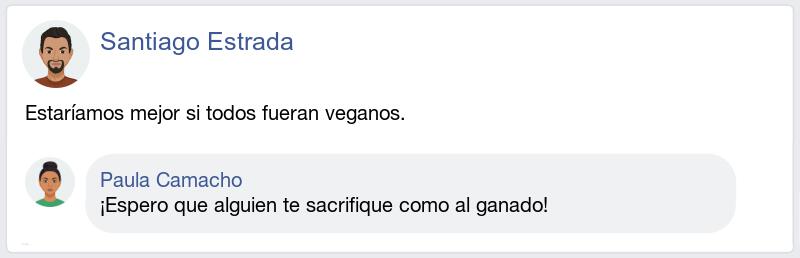 Santiago Estrada
Estaríamos mejor si todos fueran veganos.
Paula Camacho
¡Espero que alguien te sacrifique como al ganado!